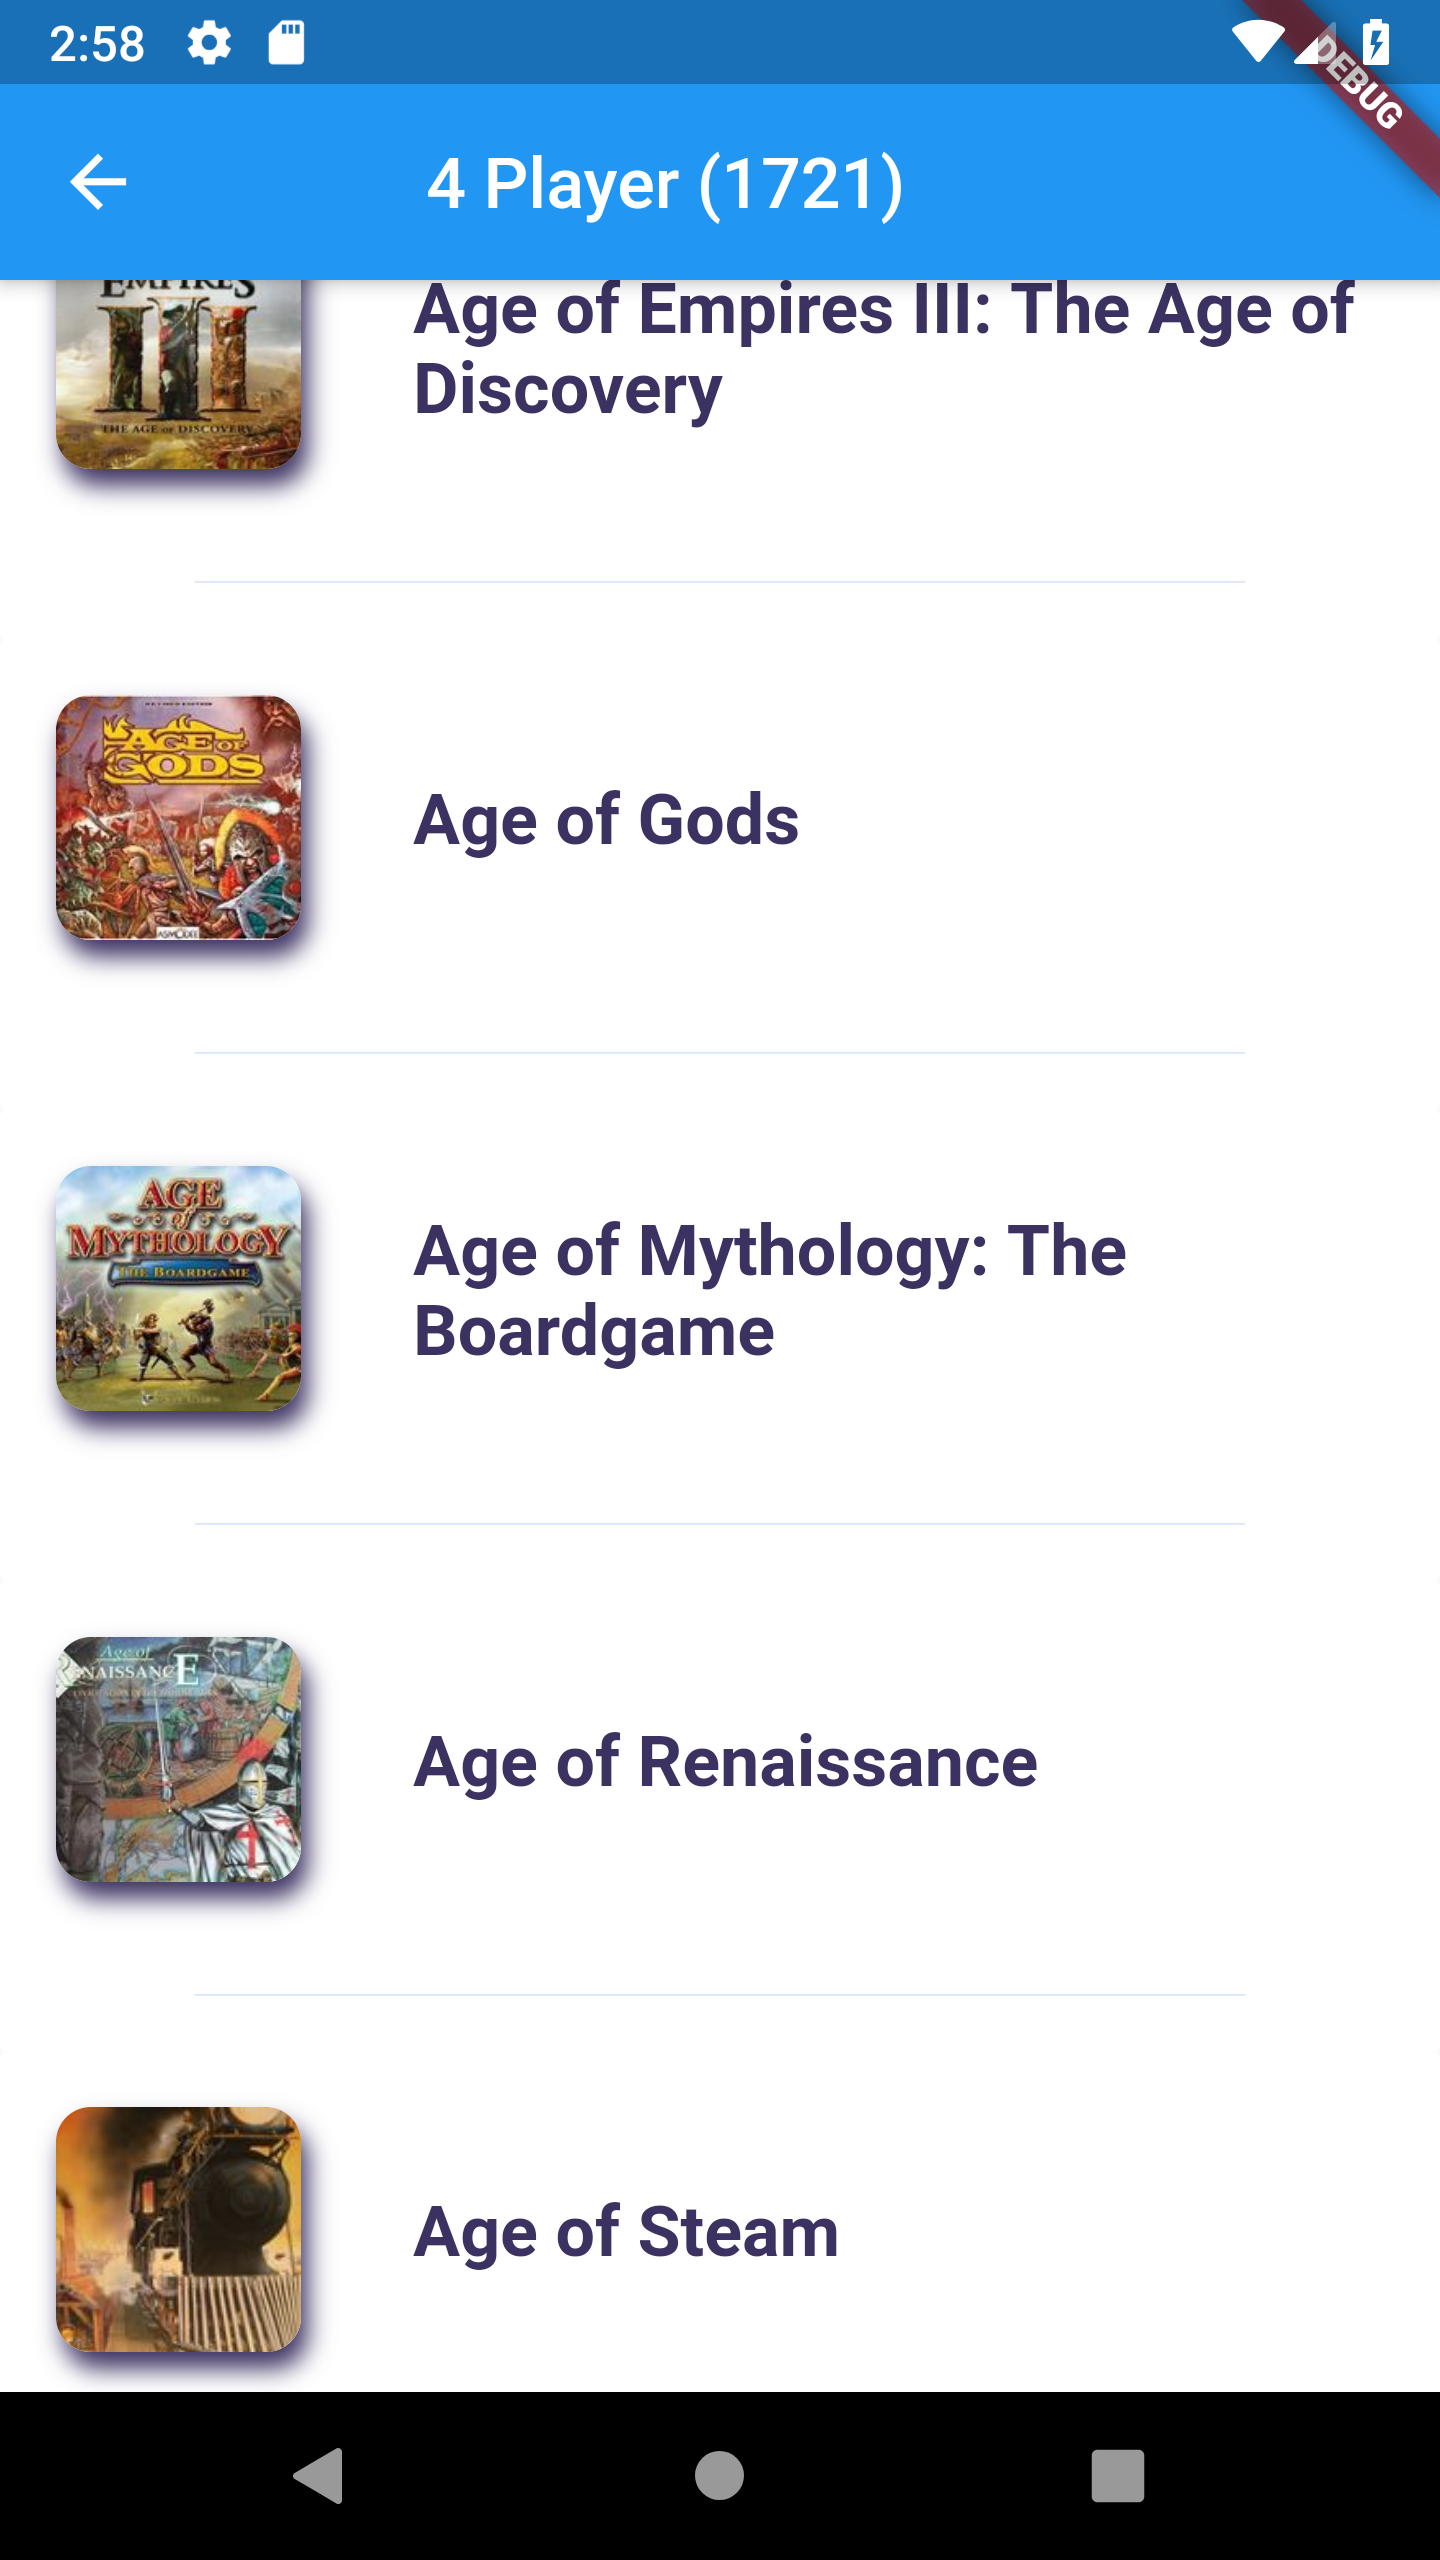 2:58
DEBUG
4 Player (1721)
EMPIRES
III
THE AGE OF DISCOVERY
Age of Empires III: The Age of
Discovery
AGE OF
GODS
ASMODEE
Age of Gods
AGE
of
MYTHOLOGY
THE BOARDGAME
Age of Mythology: The
Boardgame
Age of
RENAISSANCE
Age of Renaissance
Age of Steam